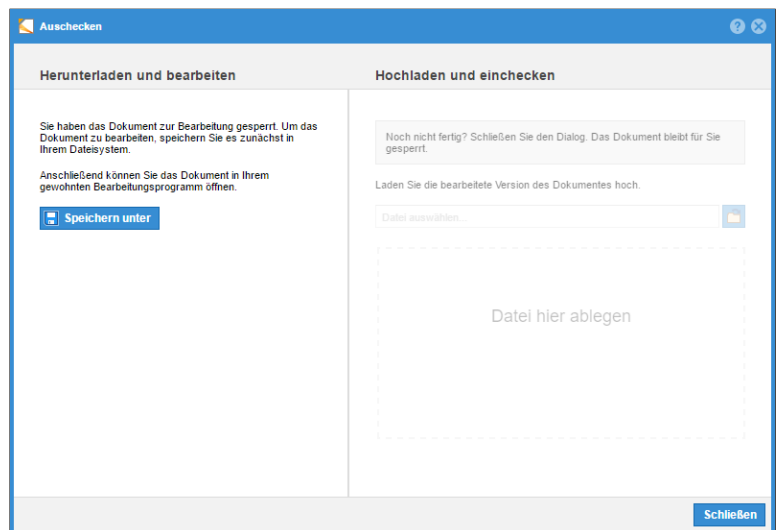 Auschecken
Herunterladen und bearbeiten
Sie haben das Dokument zur Bearbeitung gesperrt. Um das
Dokument zu bearbeiten, speichern Sie es zunächst in
Ihrem Dateisystem.
Anschließend können Sie das Dokument in Ihrem
gewohnten Bearbeitungsprogramm öffnen.
Speichern unter
Hochladen und einchecken
Noch nicht fertig? Schließen Sie den Dialog. Das Dokument bleibt für Sie
gesperrt.
Laden Sie die bearbeitete Version des Dokumentes hoch.
Datei auswählen...
Datei hier ablegen
Schließen